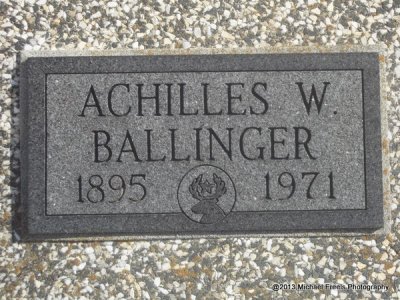 ACHILLES W.
BALLINGER
1895 1971
©2013 Michael Freels Photography